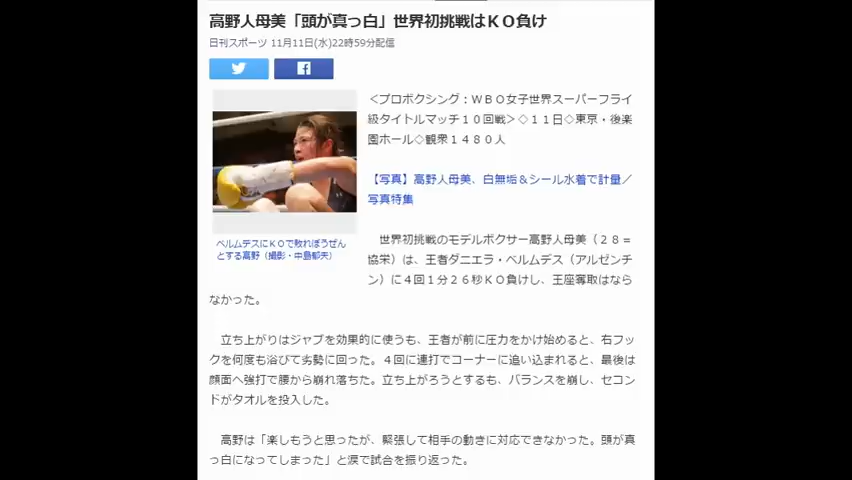 高野人母美「頭が真っ白」世界初挑戦はＫＯ負け
日刊スポーツ 11月11日(水)22時59分配信
＜プロボクシング：ＷＢＯ女子世界スーパーフライ
級タイトルマッチ１０回戦＞◇１１日◇東京・後楽
園ホール◇観衆１４８０人
【写真】高野人母美、白無垢＆シール水着で計量／
写真特集
ベルムデスにＫＯで敗れぼうぜん
とする高野（撮影・中島郁夫）
世界初挑戦のモデルボクサー高野人母美（２８＝
協栄）は、王者ダニエラ・ベルムデス（アルゼンチ
ン）に４回１分２６秒ＫＯ負けし、王座奪取はなら
なかった。
立ち上がりはジャブを効果的に使うも、王者が前に圧力をかけ始めると、右フッ
クを何度も浴びて劣勢に回った。４回に連打でコーナーに追い込まれると、最後は
顔面へ強打で腰から崩れ落ちた。立ち上がろうとするも、バランスを崩し、セコン
ドがタオルを投入した。
高野は「楽しもうと思ったが、緊張して相手の動きに対応できなかった。頭が真
っ白になってしまった」と涙で試合を振り返った。